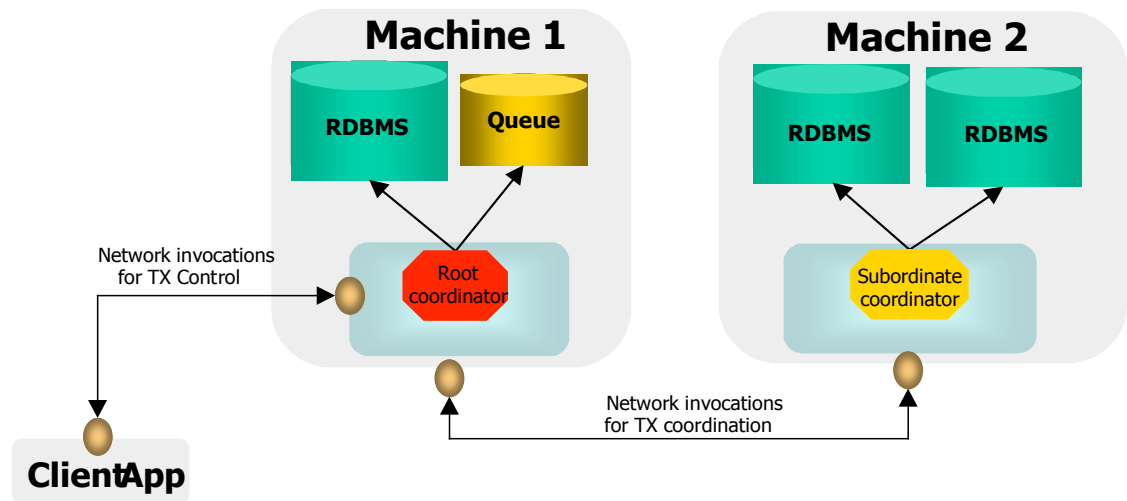 Machine 1
Machine 2
RDBMS
Queue
RDBMS
RDBMS
Network invocations
for TX Control
Root
coordinator
Subordinate
coordinator
Network invocations
for TX coordination
ClientApp